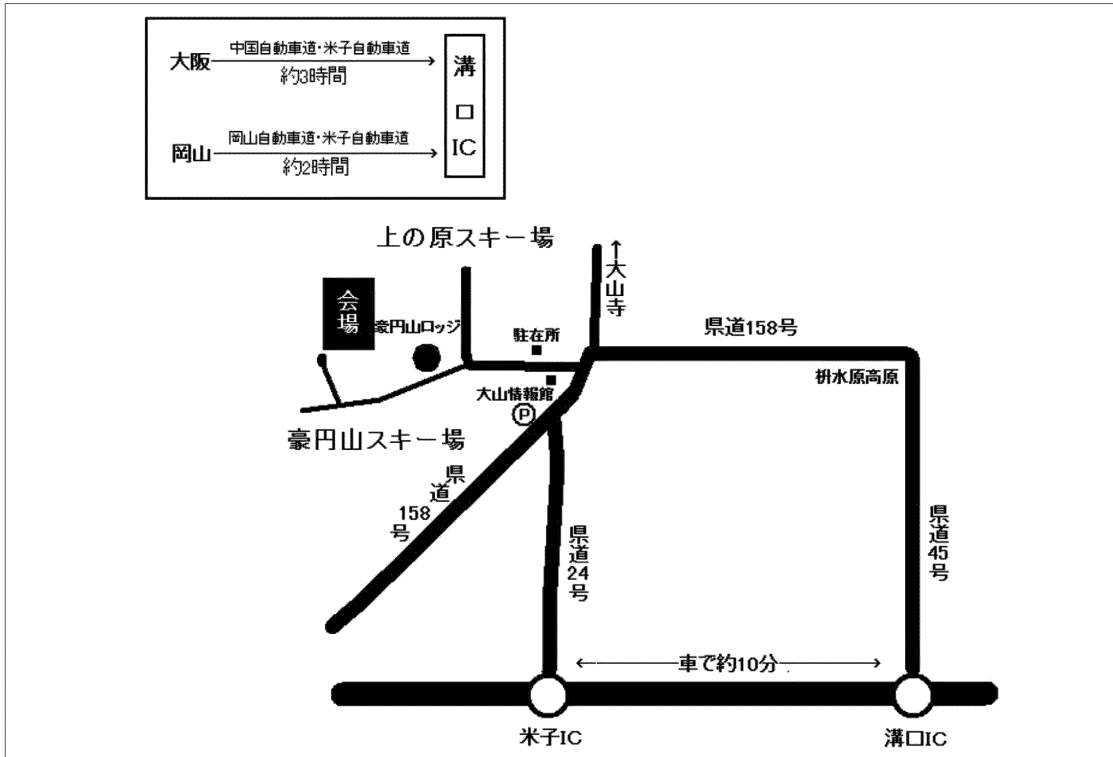 中国自動車道・米子自動車道
大阪
約3時間
溝口IC
岡山自動車道・米子自動車道
岡山
約2時間
上の原スキー場
↑大山寺
会場
豪円山ロッジ
駐在所
県道158号
大山情報館
P
枡水原高原
豪円山スキー場
県道158号
県道24号
県道45号
←車で約10分→
米子IC
溝口IC